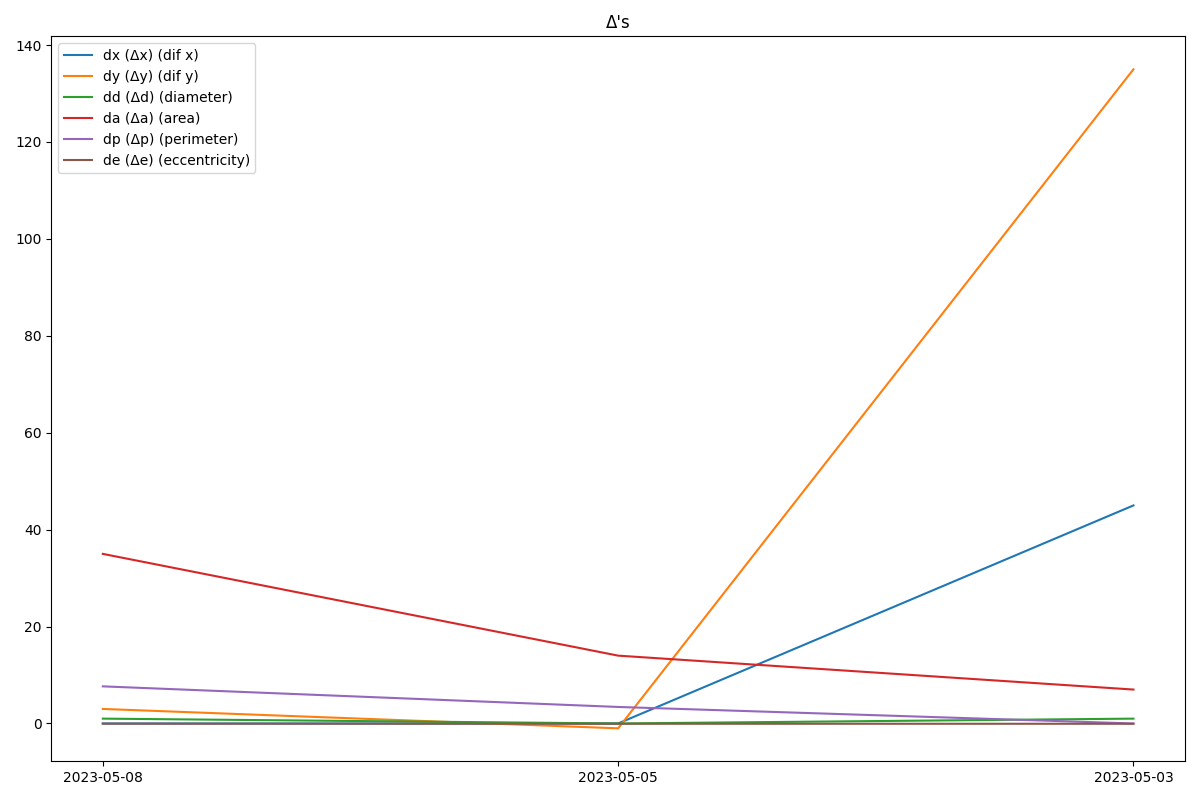 Δ's
dx (Δx) (dif x)
dy (Δy) (dif y)
dd (Δd) (diameter)
da (Δa) (area)
dp (Δp) (perimeter)
de (Δe) (eccentricity)
140
120
100
80
60
40
20
0
2023-05-08
2023-05-05
2023-05-03